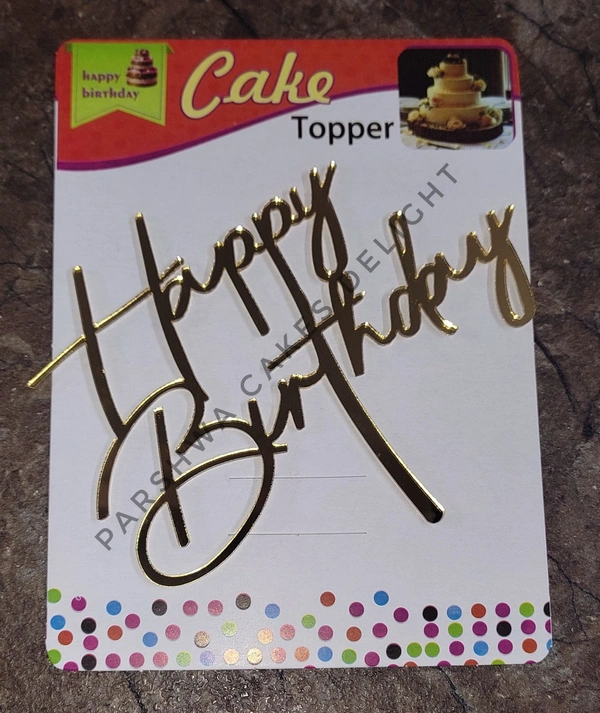 happy
birthday
Cake
Topper
Happy
Birthday
PARSHWA CAKES DELIGHT